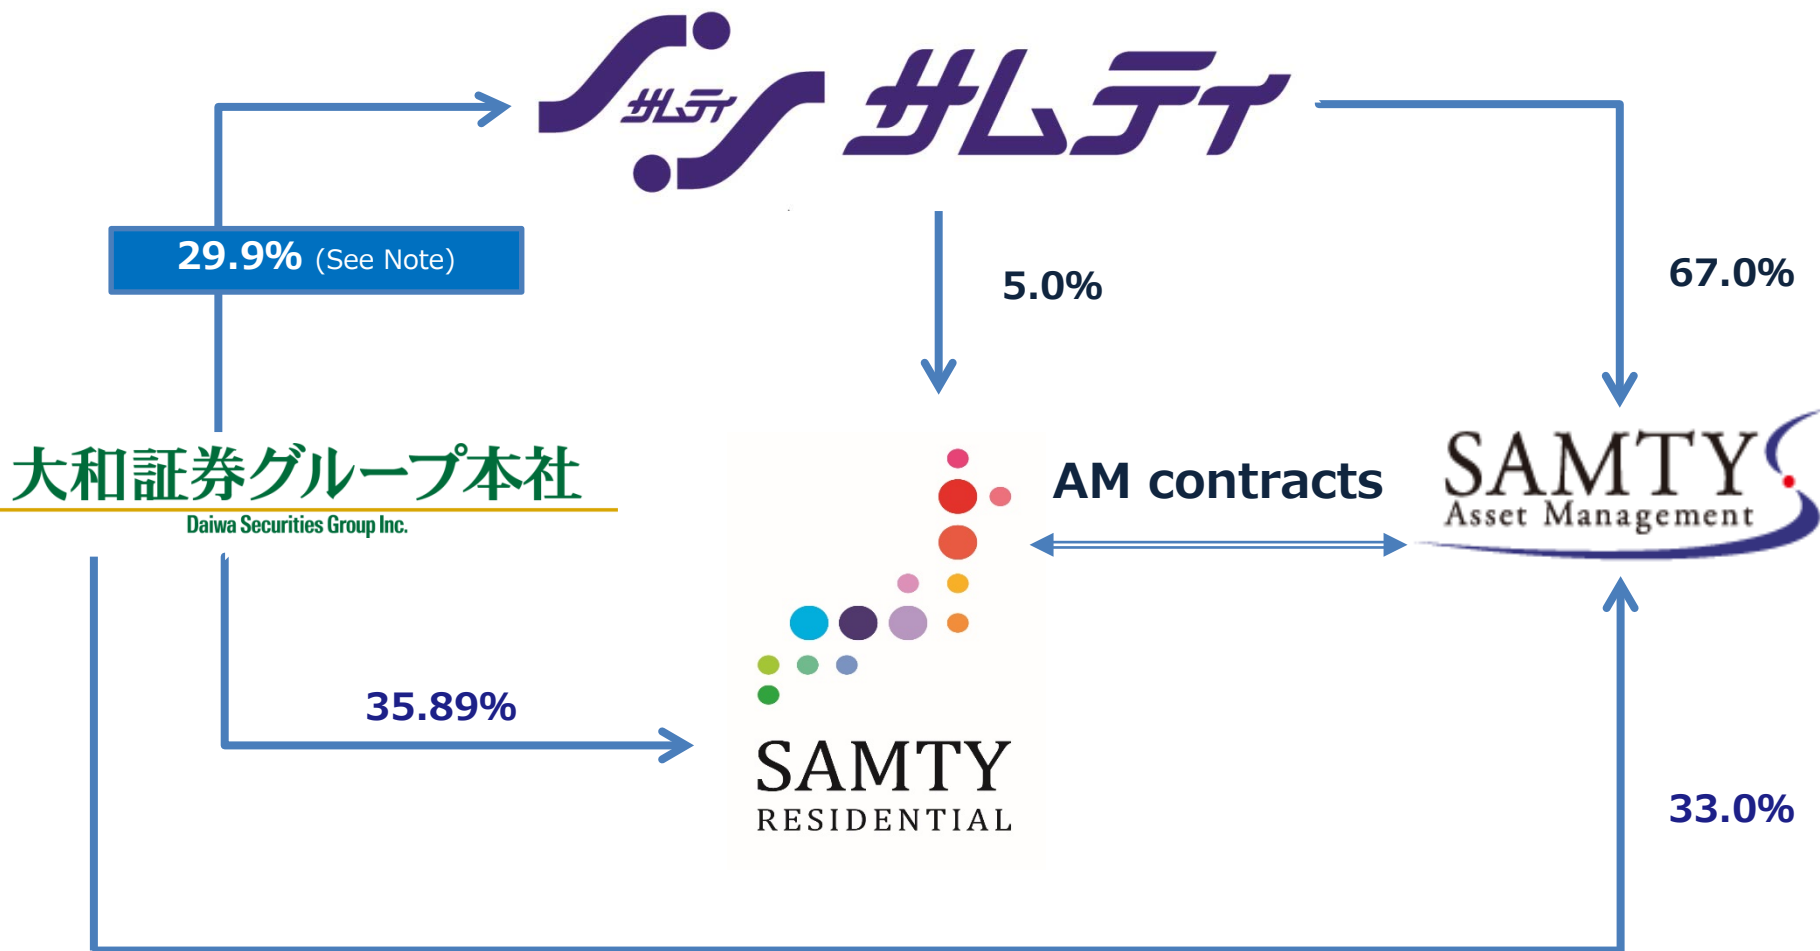 サムティ サムティ
29.9% (See Note)
5.0%
67.0%
大和証券グループ本社
Daiwa Securities Group Inc.
AM contracts
SAMTY
Asset Management
35.89%
SAMTY
RESIDENTIAL
33.0%